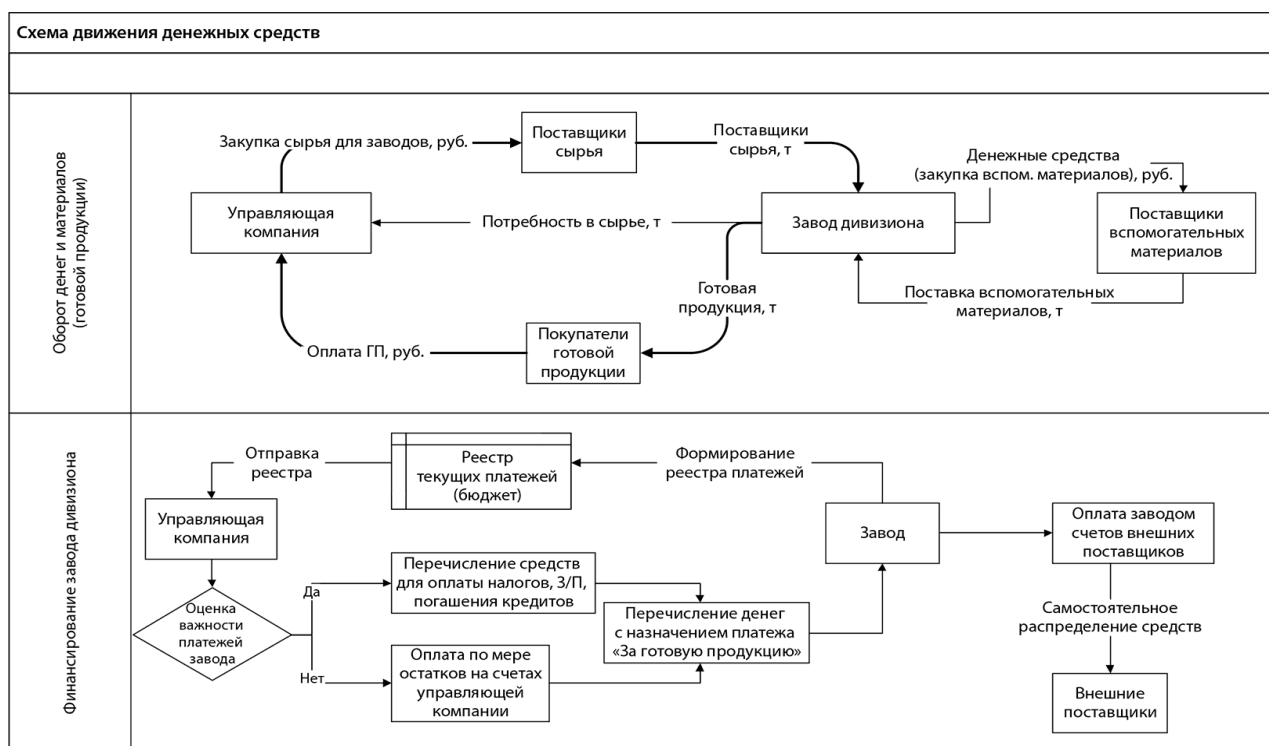 Схема движения денежных средств
Оборот денег и материалов
(готовой продукции)
Закупка сырья для заводов, руб.
Поставщики
сырья
Поставщики
сырья, т
Денежные средства
(закупка вспом. материалов), руб.
Управляющая
компания
Потребность в сырье, т
Завод дивизиона
Поставщики
вспомогательных
материалов
Готовая
продукция, т
Поставка вспомогательных
материалов, т
Оплата ГП, руб.
Покупатели
готовой
продукции
Финансирование завода дивизиона
Отправка
реестра
Реестр
текущих платежей
(бюджет)
Формирование
реестра платежей
Управляющая
компания
Завод
Оплата заводом
счетов внешних
поставщиков
Оценка
важности
платежей
завода
Да
Перечисление средств
для оплаты налогов, З/П,
погашения кредитов
Перечисление денег
с назначением платежа
«За готовую продукцию»
Самостоятельное
распределение средств
Нет
Оплата по мере
остатков на счетах
управляющей
компании
Внешние
поставщики